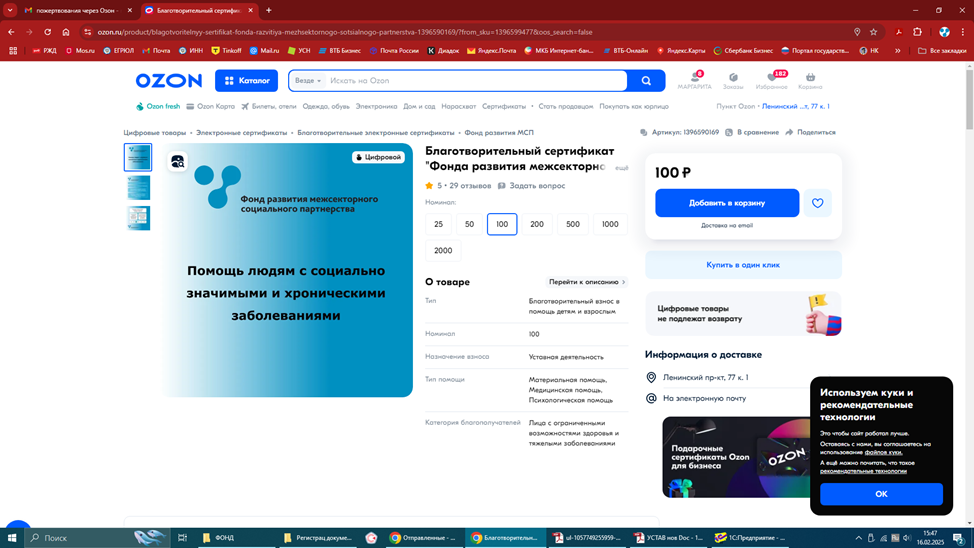 пожертвования через Ozon -
Благотворительный сертифик
ozon.ru/product/blagotvoritelnyy-sertifikat-fonda-razvitiya-mezhsektornogo-sotsialnogo-partnerstva-1396590169/?from_sku=1396599477&oos_search=false
РЖД Mos.ru ЕГРЮЛ Почта ИНН Tinkoff Mail.ru УСН ВТБ Бизнес Почта России Диадок Яндекс.Почта МКБ Интернет-бан... ВТБ-Онлайн Яндекс.Карты Сбербанк Бизнес Портал государств... НК » Все закладки
OZON Каталог Везде Искать на Ozon 8 МАРГАРИТА Заказы 182 Избранное Корзина
Ozon fresh Ozon Карта Билеты, отели Одежда, обувь Электроника Дом и сад Нарасхват Сертификаты • Стать продавцом Покупать как юрлицо Пункт Ozon • Ленинский ...т, 77 к. 1
Цифровые товары • Электронные сертификаты • Благотворительные электронные сертификаты • Фонд развития МСП
Артикул: 1396590169 В сравнение Поделиться
Цифровой
Фонд развития межсекторного
социального партнерства
Помощь людям с социально
значимыми и хроническими
заболеваниями
Благотворительный сертификат
"Фонда развития межсекторно ещё
5 • 29 отзывов Задать вопрос
Номинал:
25 50 100 200 500 1000
2000
О товаре Перейти к описанию
Тип Благотворительный взнос в
помощь детям и взрослым
Номинал 100
Назначение взноса Уставная деятельность
Тип помощи Материальная помощь,
Медицинская помощь,
Психологическая помощь
Категория благополучателей Лица с ограниченными
возможностями здоровья и
тяжелыми заболеваниями
100 ₽
Добавить в корзину
Доставка на email
Купить в один клик
Цифровые товары
не подлежат возврату
Информация о доставке
Ленинский пр-кт, 77 к. 1
На электронную почту
Подарочные
сертификаты Ozon
для бизнеса
OZON
Используем куки и
рекомендательные
технологии
Это чтобы сайт работал лучше.
Оставаясь с нами, вы соглашаетесь на
использование файлов куки.
А ещё можно почитать, что такое
рекомендательные технологии
ОК
Поиск ФОНД Регистрац докуме... Отправленные - ... Благотворительн... ul-1057749255959-... УСТАВ нов Doc - 1... 1С:Предприятие - ... 15:47
16.02.2025
2